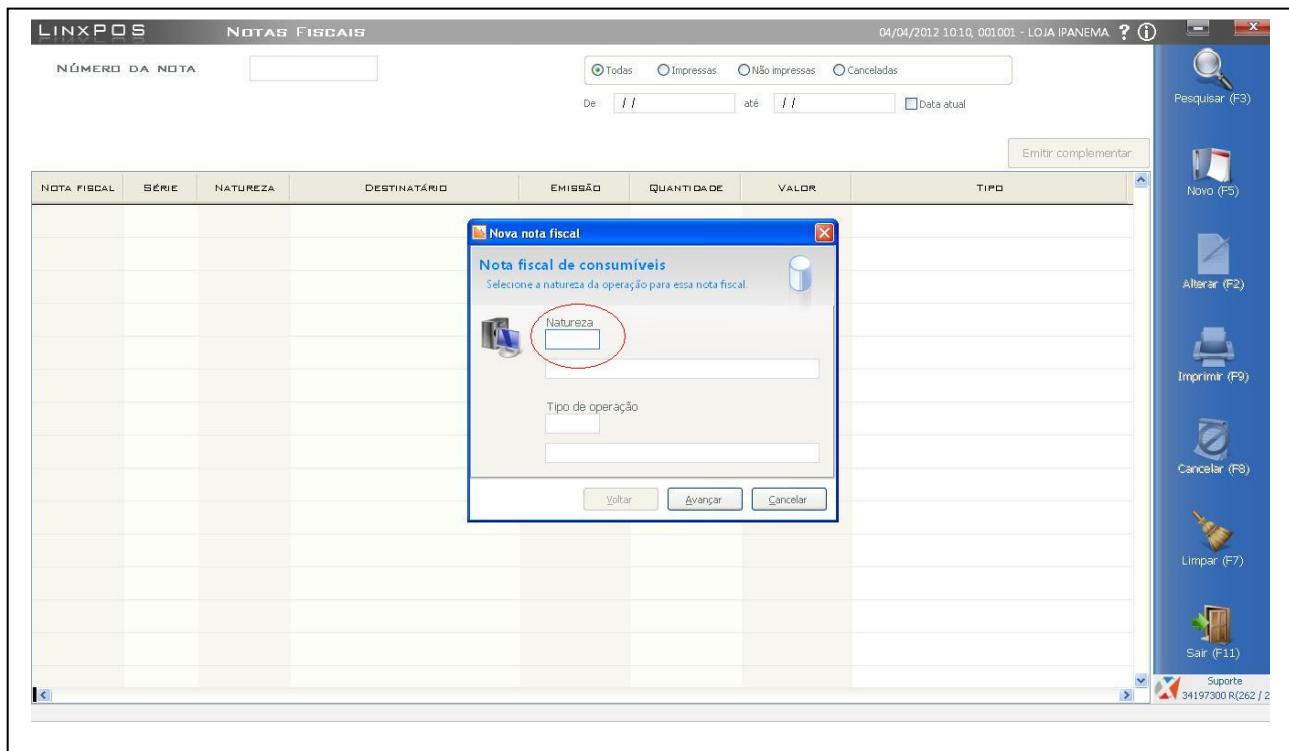 LINXPOS NOTAS FISCAIS 04/04/2012 10:10, 001001 - LOJA IPANEMA ?
NÚMERO DA NOTA
Todas Impressas Não impressas Canceladas
De / / até / / Data atual
Emitir complementar
NOTA FISCAL SÉRIE NATUREZA DESTINATÁRIO EMISSÃO QUANTIDADE VALOR TIPO
Nova nota fiscal
Nota fiscal de consumíveis
Selecione a natureza da operação para essa nota fiscal.
Natureza
Tipo de operação
Voltar Avançar Cancelar
Pesquisar (F3)
Novo (F5)
Alterar (F2)
Imprimir (F9)
Cancelar (F8)
Limpar (F7)
Sair (F11)
Suporte
34197300 R(262 / 2